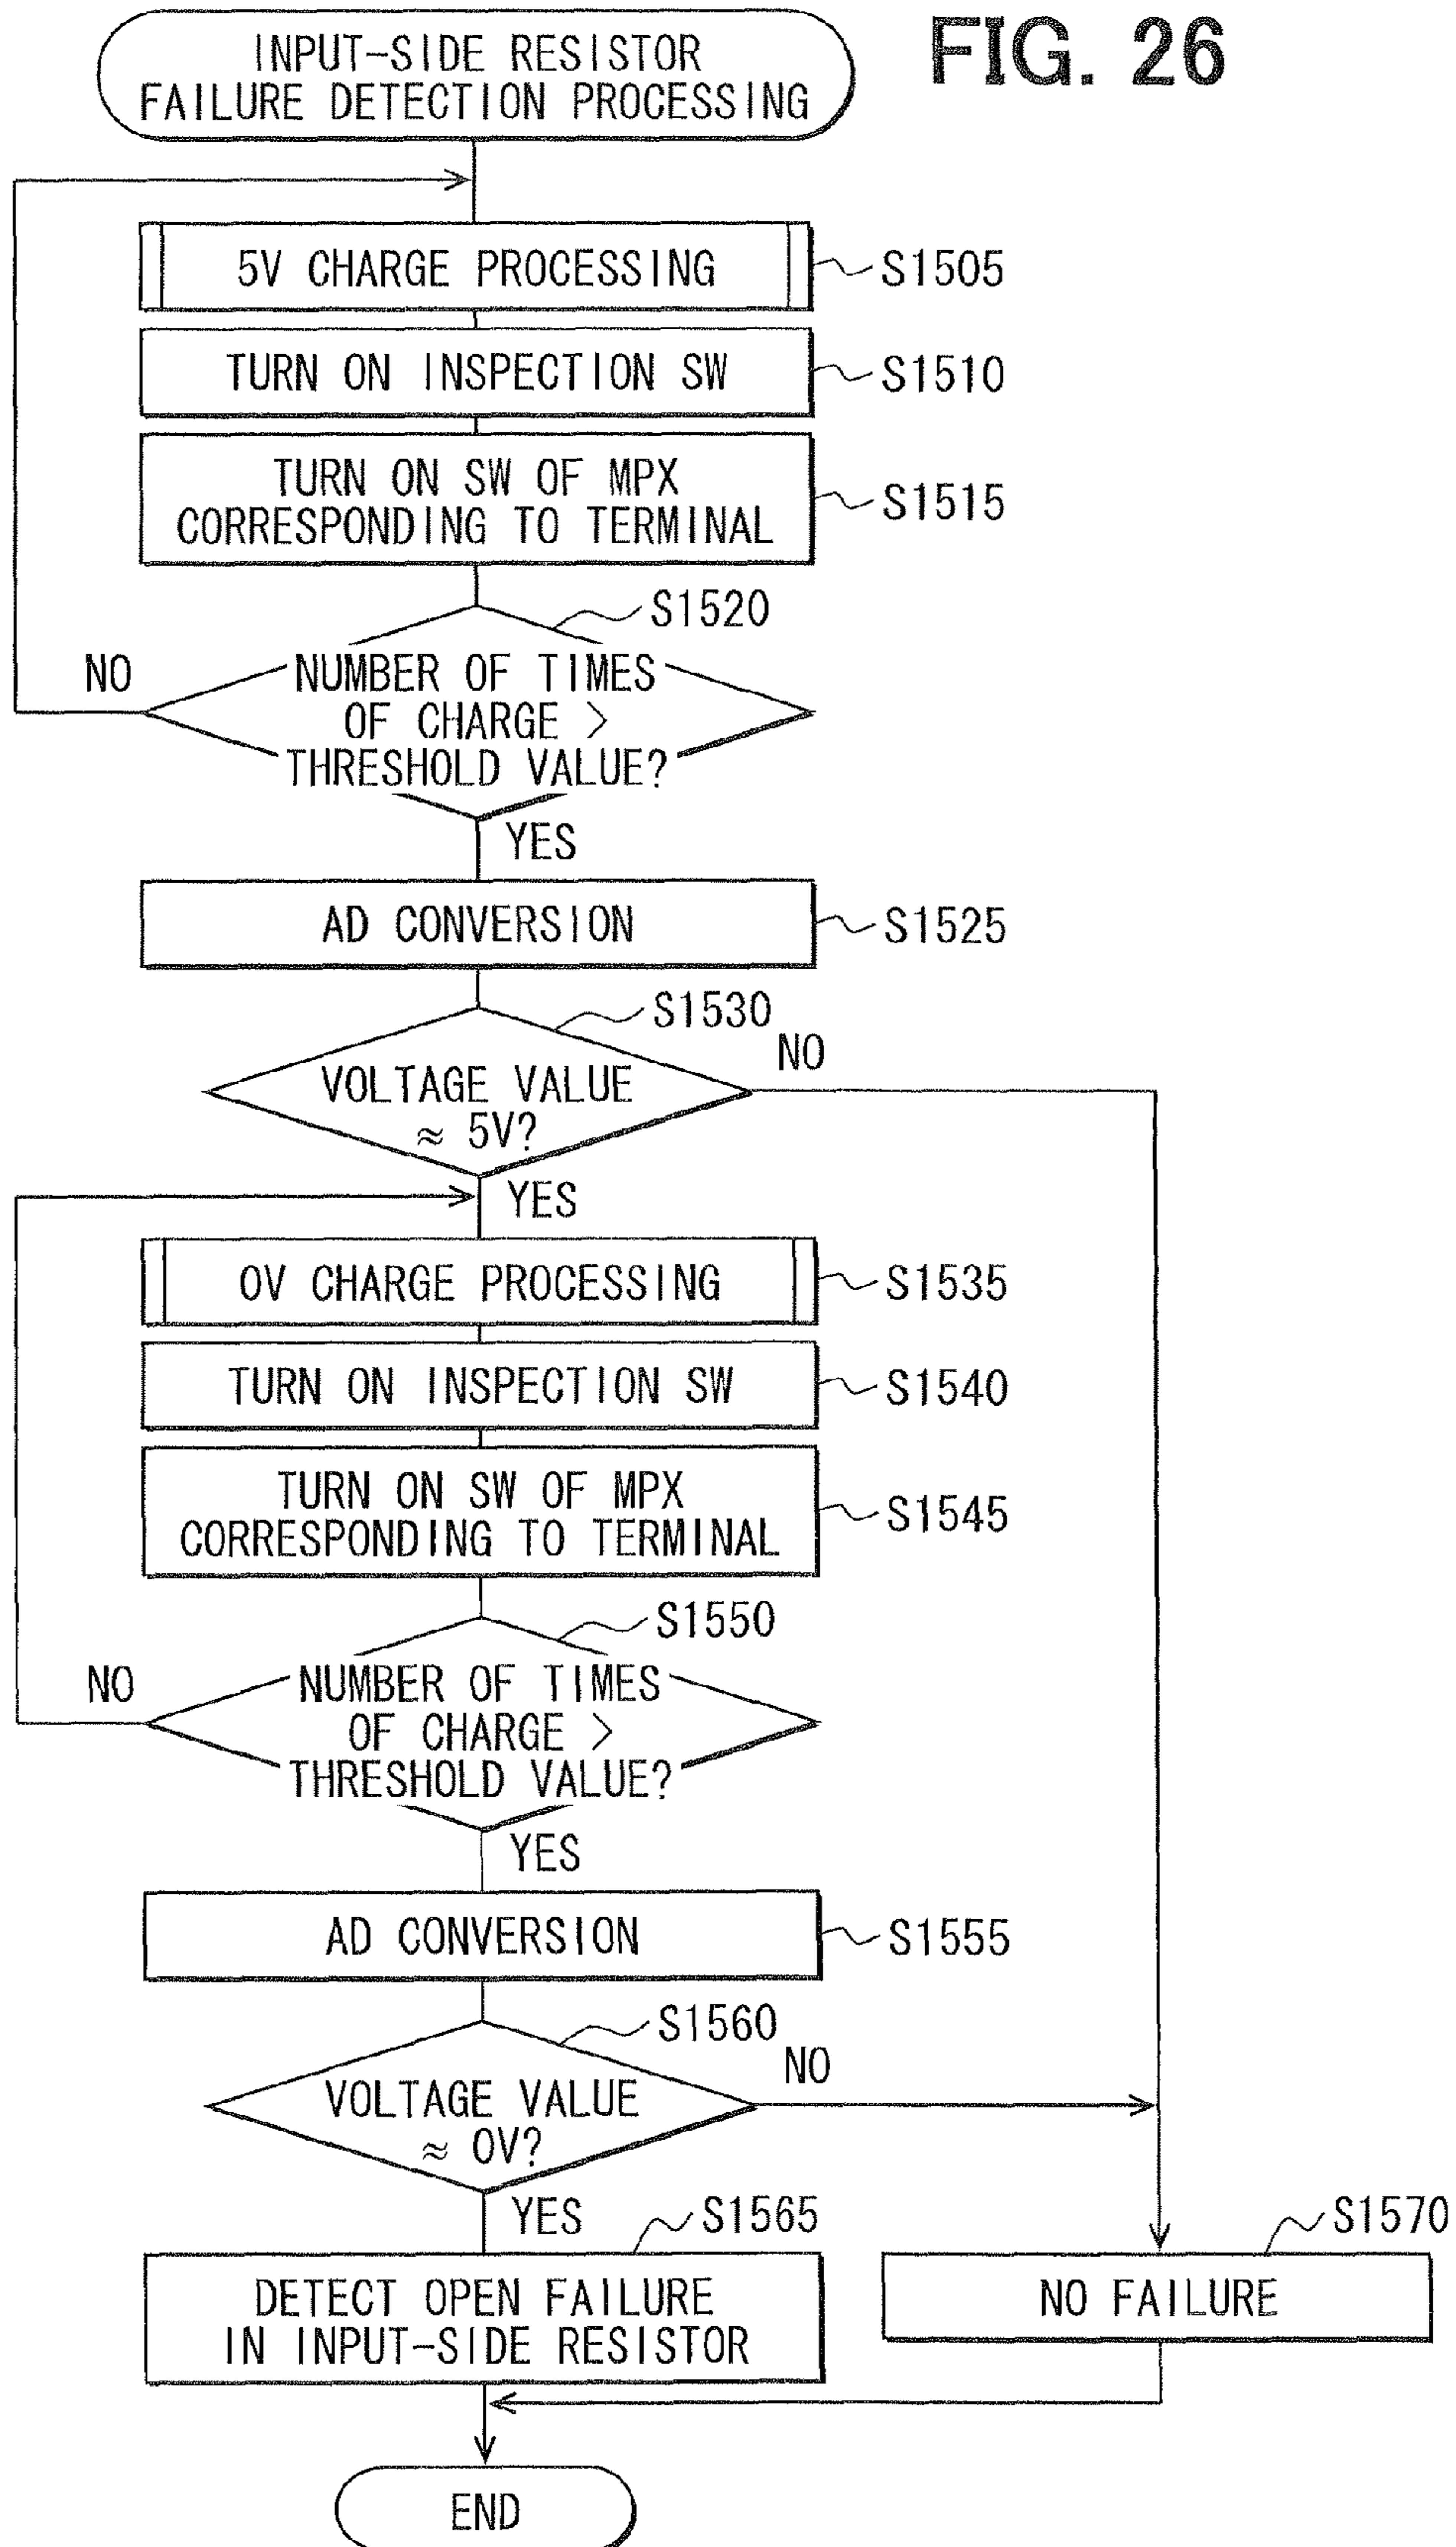 FIG. 26
INPUT-SIDE RESISTOR
FAILURE DETECTION PROCESSING
5V CHARGE PROCESSING
S1505
TURN ON INSPECTION SW
S1510
TURN ON SW OF MPX
CORRESPONDING TO TERMINAL
S1515
S1520
NO
NUMBER OF TIMES
OF CHARGE >
THRESHOLD VALUE?
YES
AD CONVERSION
S1525
S1530
NO
VOLTAGE VALUE
≈ 5V?
YES
0V CHARGE PROCESSING
S1535
TURN ON INSPECTION SW
S1540
TURN ON SW OF MPX
CORRESPONDING TO TERMINAL
S1545
S1550
NO
NUMBER OF TIMES
OF CHARGE >
THRESHOLD VALUE?
YES
AD CONVERSION
S1555
S1560
NO
VOLTAGE VALUE
≈ 0V?
YES
S1565
S1570
DETECT OPEN FAILURE
IN INPUT-SIDE RESISTOR
NO FAILURE
END